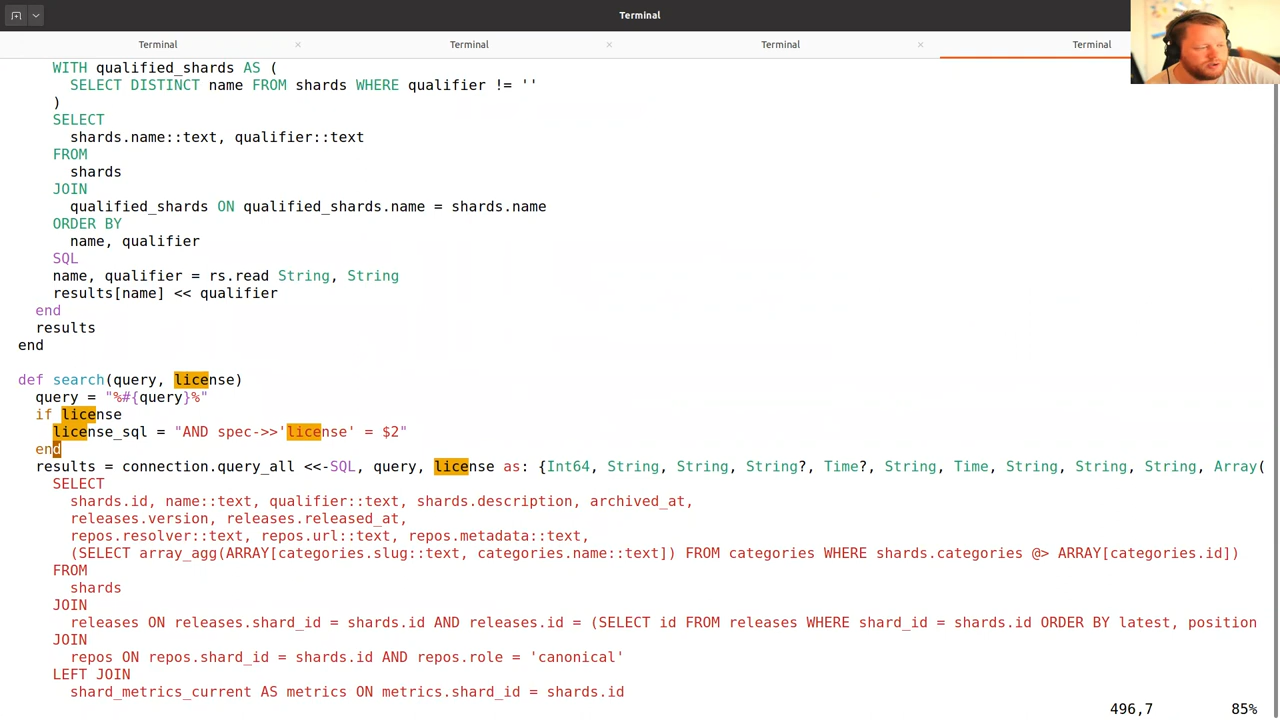 Terminal
Terminal × Terminal × Terminal × Terminal
WITH qualified_shards AS (
SELECT DISTINCT name FROM shards WHERE qualifier != ''
)
SELECT
shards.name::text, qualifier::text
FROM
shards
JOIN
qualified_shards ON qualified_shards.name = shards.name
ORDER BY
name, qualifier
SQL
name, qualifier = rs.read String, String
results[name] << qualifier
end
results
end
def search(query, license)
query = "%#{query}%"
if license
license_sql = "AND spec->>'license' = $2"
end
results = connection.query_all <<-SQL, query, license as: {Int64, String, String, String?, Time?, String, Time, String, String, String, Array(
SELECT
shards.id, name::text, qualifier::text, shards.description, archived_at,
releases.version, releases.released_at,
repos.resolver::text, repos.url::text, repos.metadata::text,
(SELECT array_agg(ARRAY[categories.slug::text, categories.name::text]) FROM categories WHERE shards.categories @> ARRAY[categories.id])
FROM
shards
JOIN
releases ON releases.shard_id = shards.id AND releases.id = (SELECT id FROM releases WHERE shard_id = shards.id ORDER BY latest, position
JOIN
repos ON repos.shard_id = shards.id AND repos.role = 'canonical'
LEFT JOIN
shard_metrics_current AS metrics ON metrics.shard_id = shards.id
496,7 85%